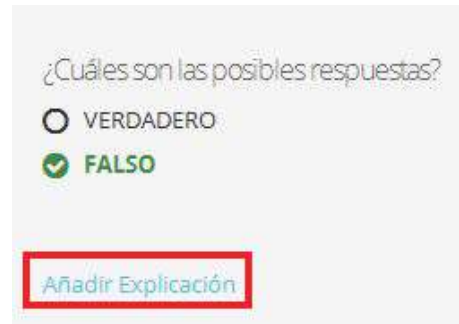 ¿Cuáles son las posibles respuestas?
VERDADERO
FALSO
Añadir Explicación